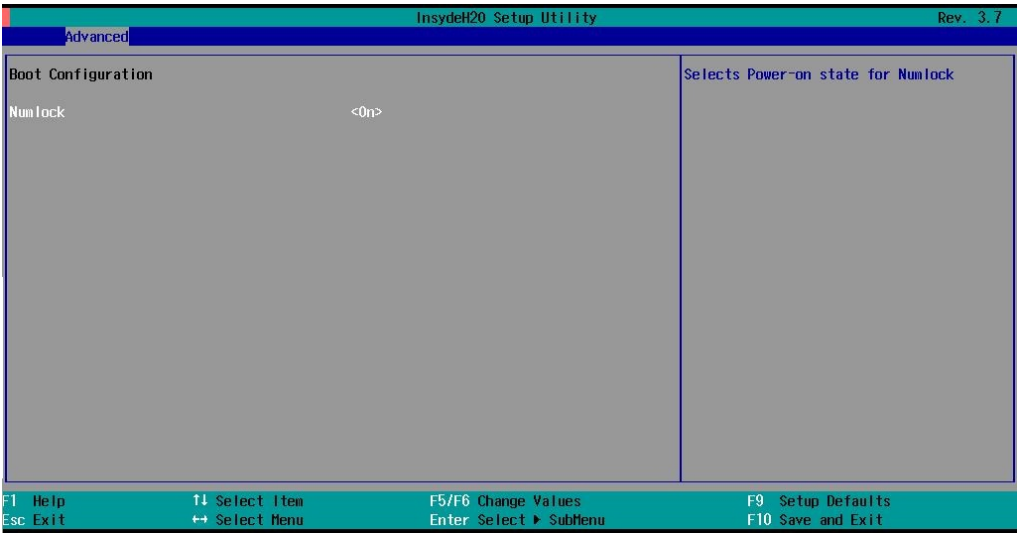 InsydeH20 Setup Utility Rev. 3.7
Advanced
Boot Configuration
Numlock <On>
Selects Power-on state for Numlock
F1 Help ↑↓ Select Item F5/F6 Change Values F9 Setup Defaults
Esc Exit ↔ Select Menu Enter Select ▶ SubMenu F10 Save and Exit